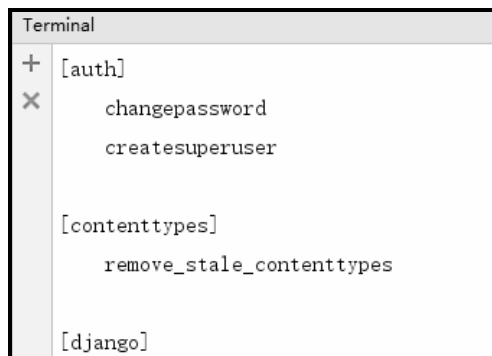 Terminal
[auth]
changepassword
createsuperuser
[contenttypes]
remove_stale_contenttypes
[django]